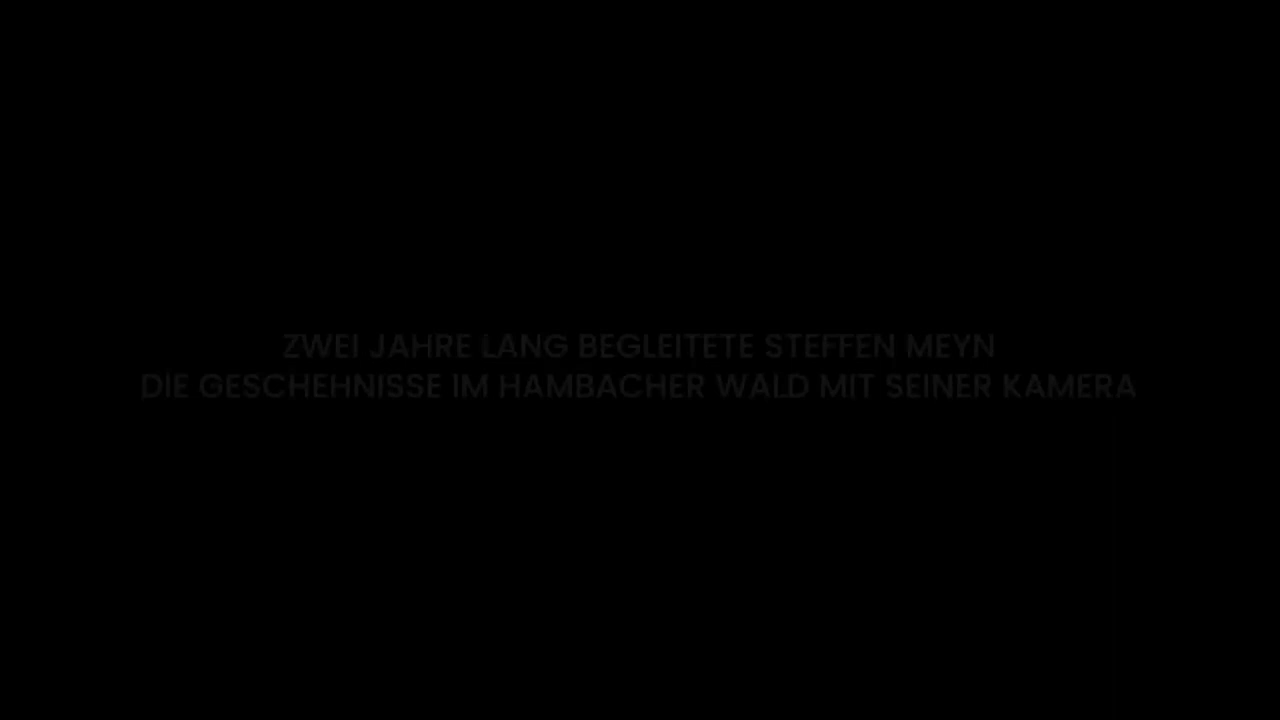 ZWEI JAHRE LANG BEGLEITETE STEFFEN MEYN
DIE GESCHEHNISSE IM HAMBACHER WALD MIT SEINER KAMERA